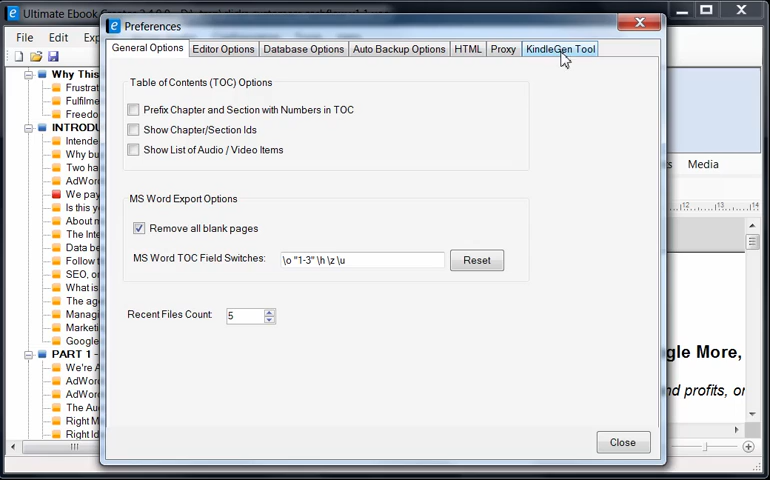 Ultimate Ebook Creator
Preferences
File Edit
General Options Editor Options Database Options Auto Backup Options HTML Proxy KindleGen Tool
Table of Contents (TOC) Options
Prefix Chapter and Section with Numbers in TOC
Show Chapter/Section Ids
Show List of Audio / Video Items
MS Word Export Options
Remove all blank pages
MS Word TOC Field Switches: \o "1-3" \h \z \u Reset
Recent Files Count: 5
Close
Why This
Frustrat
Fulfilme
Freedo
INTRODU
Intende
Why bu
Two ha
AdWor
We pay
Is this y
About m
The Inte
Data be
Follow t
SEO, or
What is
The age
Managi
Market
Google
PART 1 -
We're A
AdWor
AdWor
The Au
Right M
Right Id
Media
12 13 14
gle More,
nd profits, or